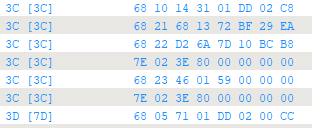 3C [3C] 68 10 14 31 01 DD 02 C8
3C [3C] 68 21 68 13 72 BF 29 EA
3C [3C] 68 22 D2 6A 7D 10 BC B8
3C [3C] 7E 02 3E 80 00 00 00 00
3C [3C] 68 23 46 01 59 00 00 00
3C [3C] 7E 02 3E 80 00 00 00 00
3D [7D] 68 05 71 01 DD 02 00 CC